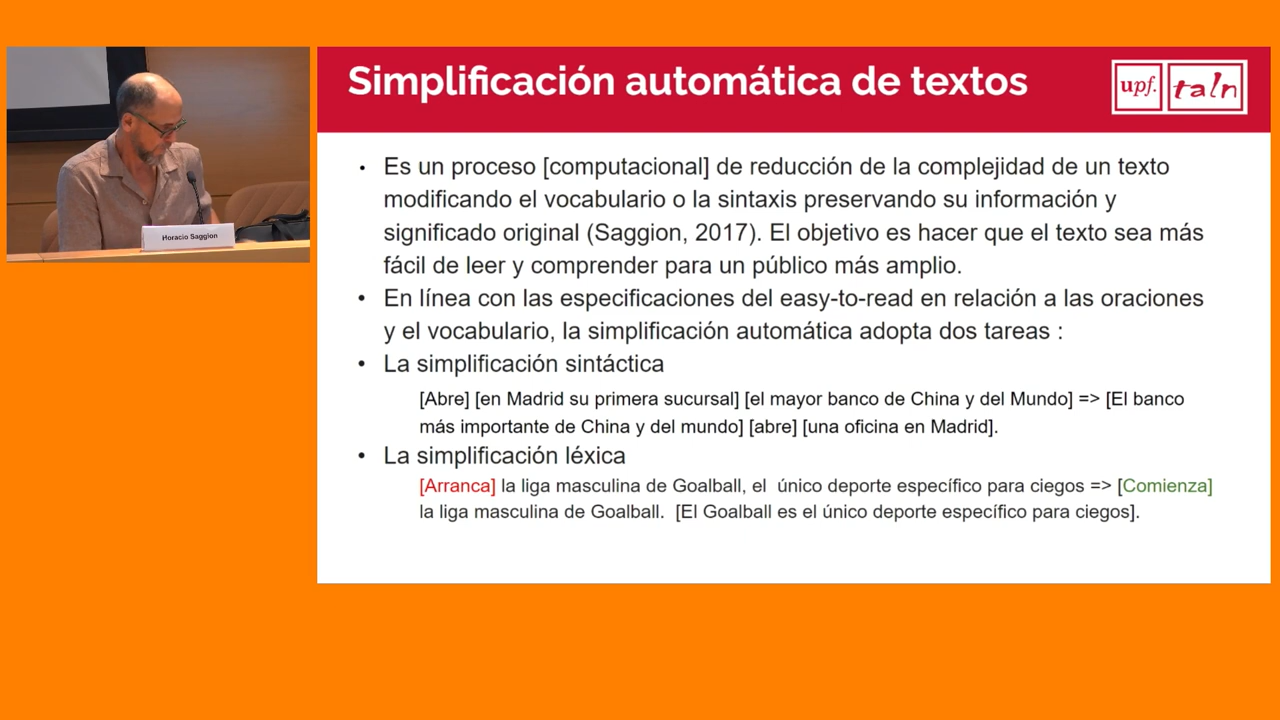 Simplificación automática de textos
upf. taln
• Es un proceso [computacional] de reducción de la complejidad de un texto
modificando el vocabulario o la sintaxis preservando su información y
significado original (Saggion, 2017). El objetivo es hacer que el texto sea más
fácil de leer y comprender para un público más amplio.
• En línea con las especificaciones del easy-to-read en relación a las oraciones
y el vocabulario, la simplificación automática adopta dos tareas :
• La simplificación sintáctica
[Abre] [en Madrid su primera sucursal] [el mayor banco de China y del Mundo] => [El banco
más importante de China y del mundo] [abre] [una oficina en Madrid].
• La simplificación léxica
[Arranca] la liga masculina de Goalball, el  único deporte específico para ciegos => [Comienza]
la liga masculina de Goalball.  [El Goalball es el único deporte específico para ciegos].
Horacio Saggion